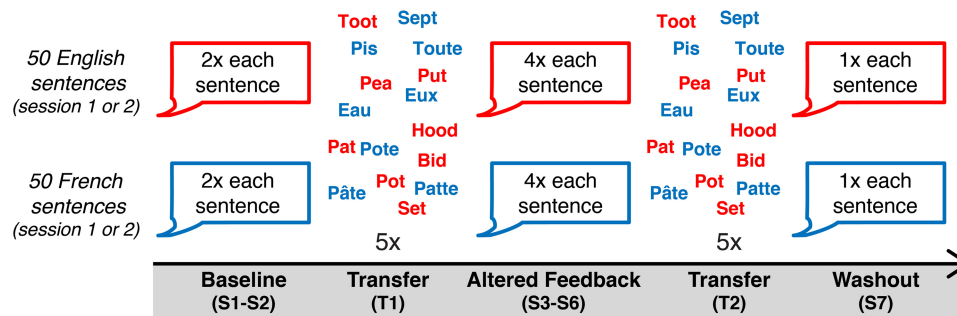 50 English
sentences
(session 1 or 2)
2x each
sentence
Toot Sept
Pis Toute
Pea Put
Eux
Eau
Hood
Pat Pote
Bid
Pot
Pâte Patte
Set
5x
4x each
sentence
Toot Sept
Pis Toute
Pea Put
Eux
Eau
Hood
Pat Pote
Bid
Pot
Pâte Patte
Set
5x
1x each
sentence
50 French
sentences
(session 1 or 2)
2x each
sentence
4x each
sentence
1x each
sentence
Baseline
(S1-S2)
Transfer
(T1)
Altered Feedback
(S3-S6)
Transfer
(T2)
Washout
(S7)